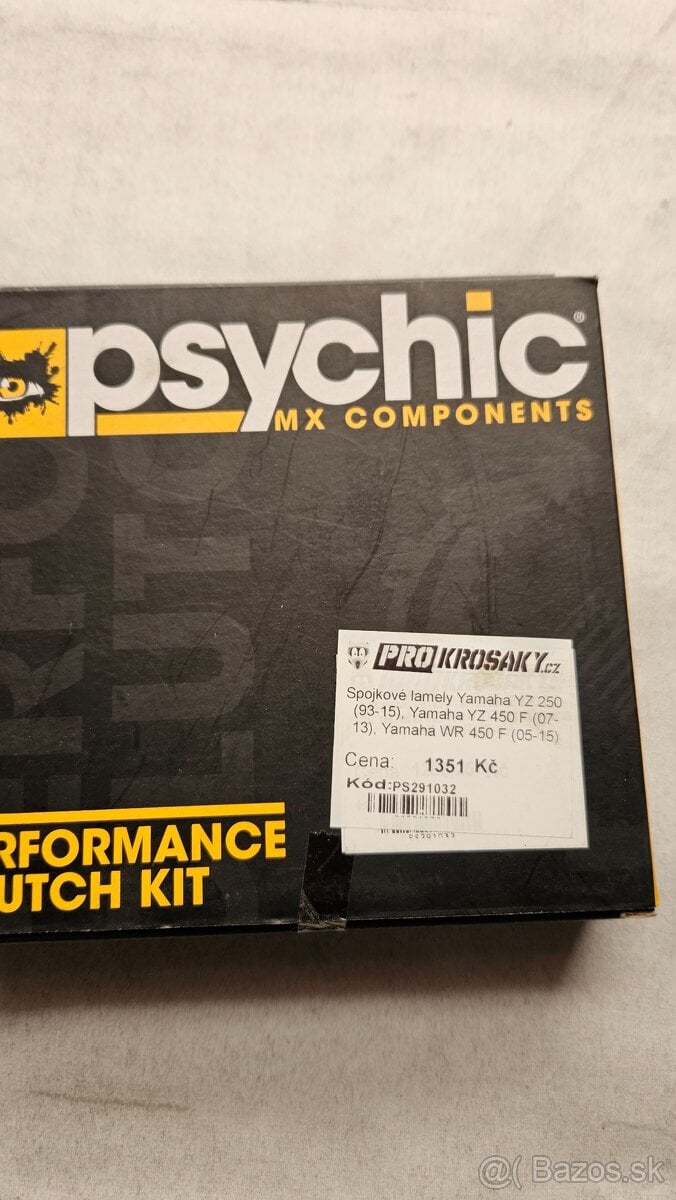 psychic®
MX COMPONENTS
PROKROSAKY.cz
Spojkové lamely Yamaha YZ 250
(93-15), Yamaha YZ 450 F (07-
13), Yamaha WR 450 F (05-15)
Cena: 1351 Kč
Kód:PS291032
PS291032
RFORMANCE
UTCH KIT
@( Bazos.sk